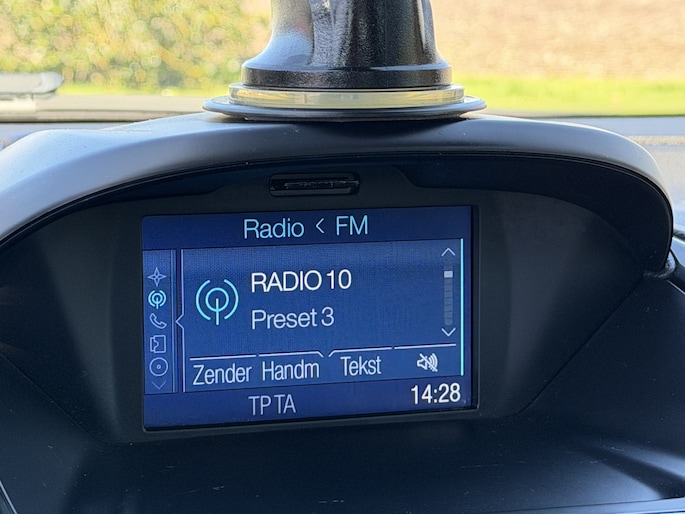 Radio < FM
RADIO 10
Preset 3
Zender Handm Tekst
TP TA
14:28